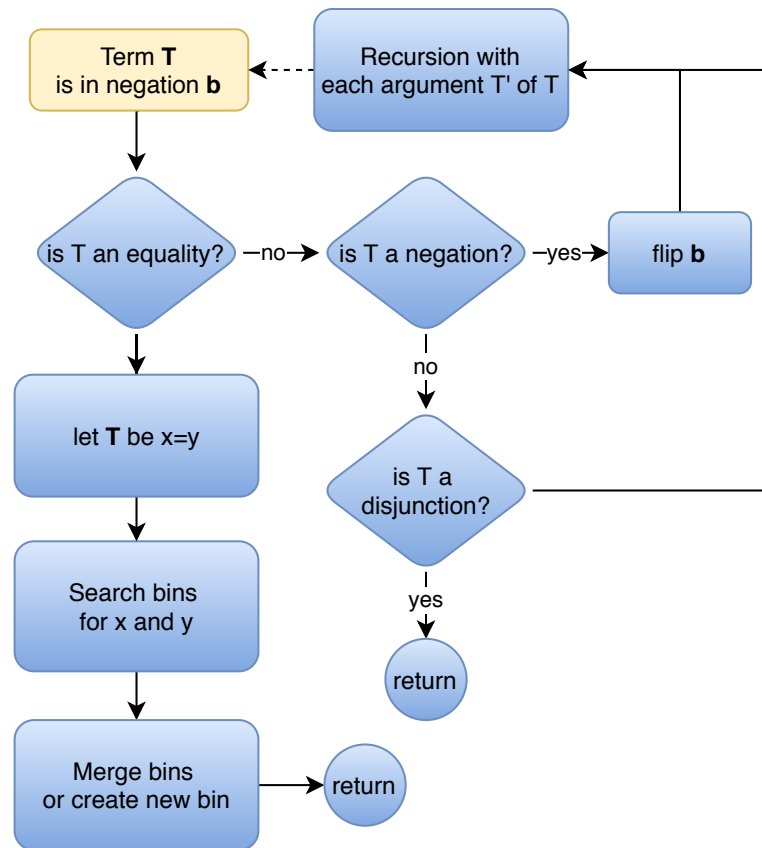 Term T
is in negation b
Recursion with
each argument T' of T
is T an equality?
no
is T a negation?
yes
flip b
no
let T be x=y
is T a
disjunction?
Search bins
for x and y
yes
return
Merge bins
or create new bin
return